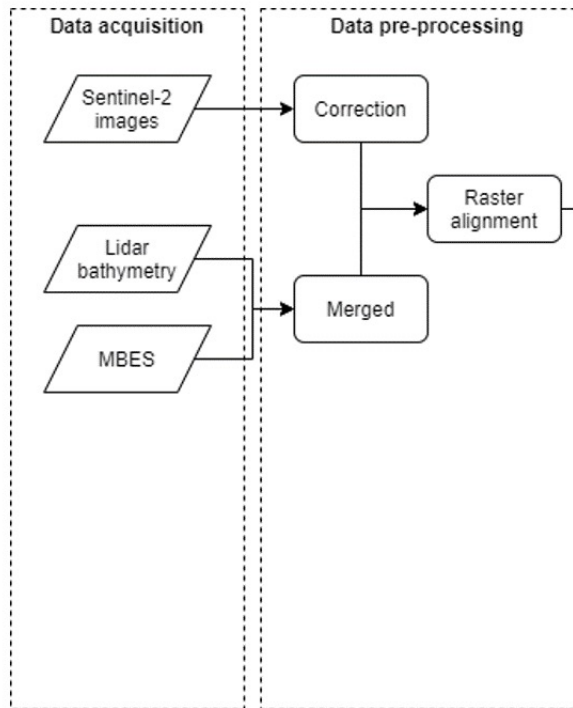 Data acquisition
Data pre-processing
Sentinel-2
images
Correction
Raster
alignment
Lidar
bathymetry
Merged
MBES